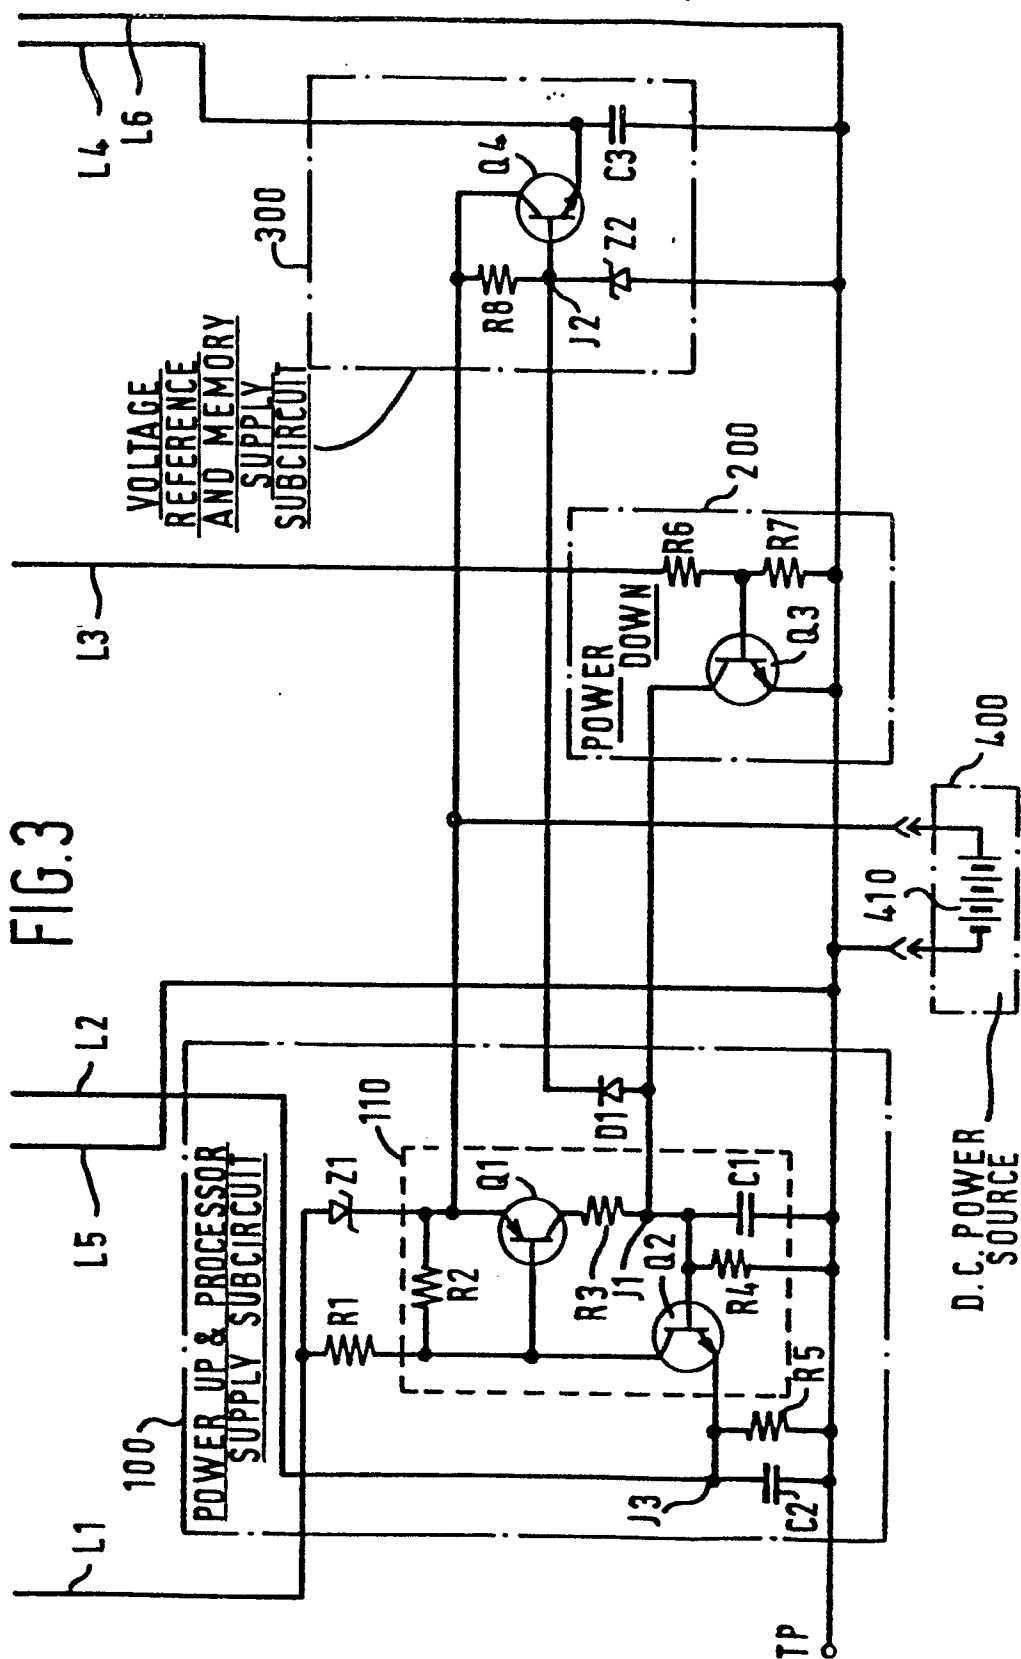 FIG.3
L1
L5
L2
L3
L4
L6
100
POWER UP & PROCESSOR
SUPPLY SUBCIRCUIT
VOLTAGE
REFERENCE
AND MEMORY
SUPPLY
SUBCIRCUIT
300
R1
Z1
110
R2
Q1
R3
J1
Q2
R4
C1
D1
J3
R5
C2
POWER
DOWN
R6
R7
Q3
200
R8
J2
Q4
Z2
C3
TP
410
400
D.C. POWER
SOURCE